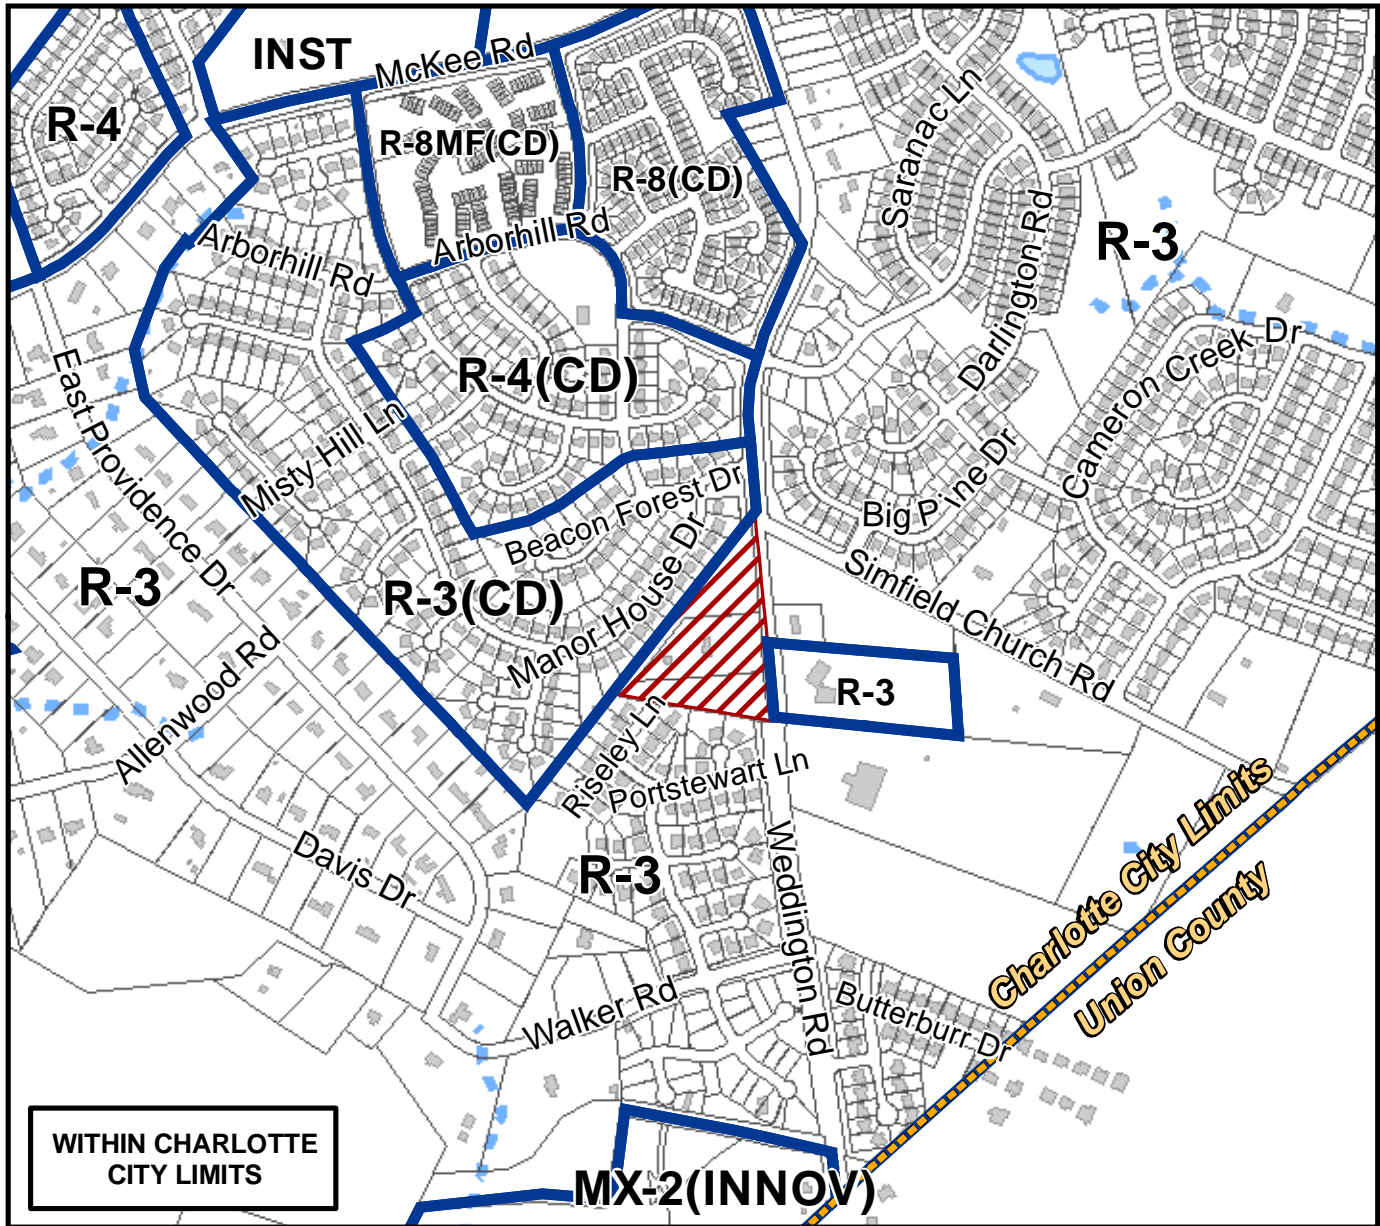 INST
McKee Rd
R-4
R-8MF(CD)
R-8(CD)
Saranac Ln
Arborhill Rd
Arborhill Rd
Darlington Rd
R-3
East Providence Dr
R-4(CD)
Cameron Creek Dr
Misty Hill Ln
Big Pine Dr
Beacon Forest Dr
R-3
R-3(CD)
Manor House Dr
Simfield Church Rd
Allenwood Rd
R-3
Riseley Ln
Portstewart Ln
Davis Dr
R-3
Weddington Rd
Charlotte City Limits
Union County
Walker Rd
Butterburr Dr
WITHIN CHARLOTTE
CITY LIMITS
MX-2(INNOV)